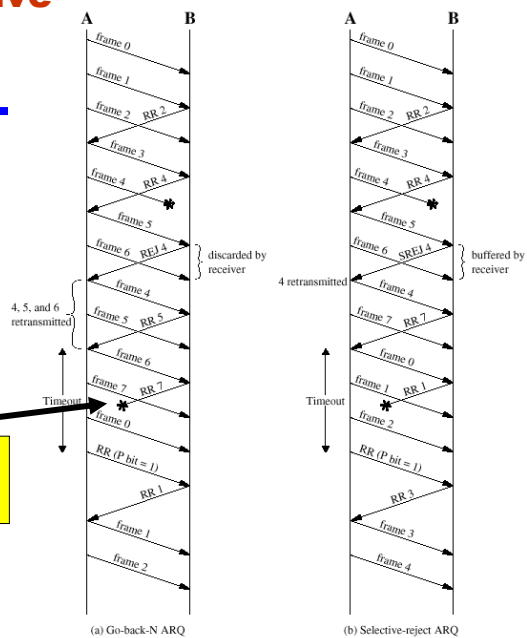 A B
frame 0
frame 1
frame 2
RR 2
frame 3
frame 4
RR 4
frame 5
frame 6
REJ 4
discarded by
receiver
frame 4
4, 5, and 6
retransmitted
frame 5
RR 5
frame 6
frame 7
RR 7
Timeout
frame 0
RR (P bit = 1)
RR 1
frame 1
frame 2
(a) Go-back-N ARQ
A B
frame 0
frame 1
frame 2
RR 2
frame 3
frame 4
RR 4
frame 5
frame 6
SREJ 4
buffered by
receiver
4 retransmitted
frame 4
frame 7
RR 7
frame 0
frame 1
RR 1
Timeout
frame 2
RR (P bit = 1)
RR 3
frame 3
frame 4
(b) Selective-reject ARQ